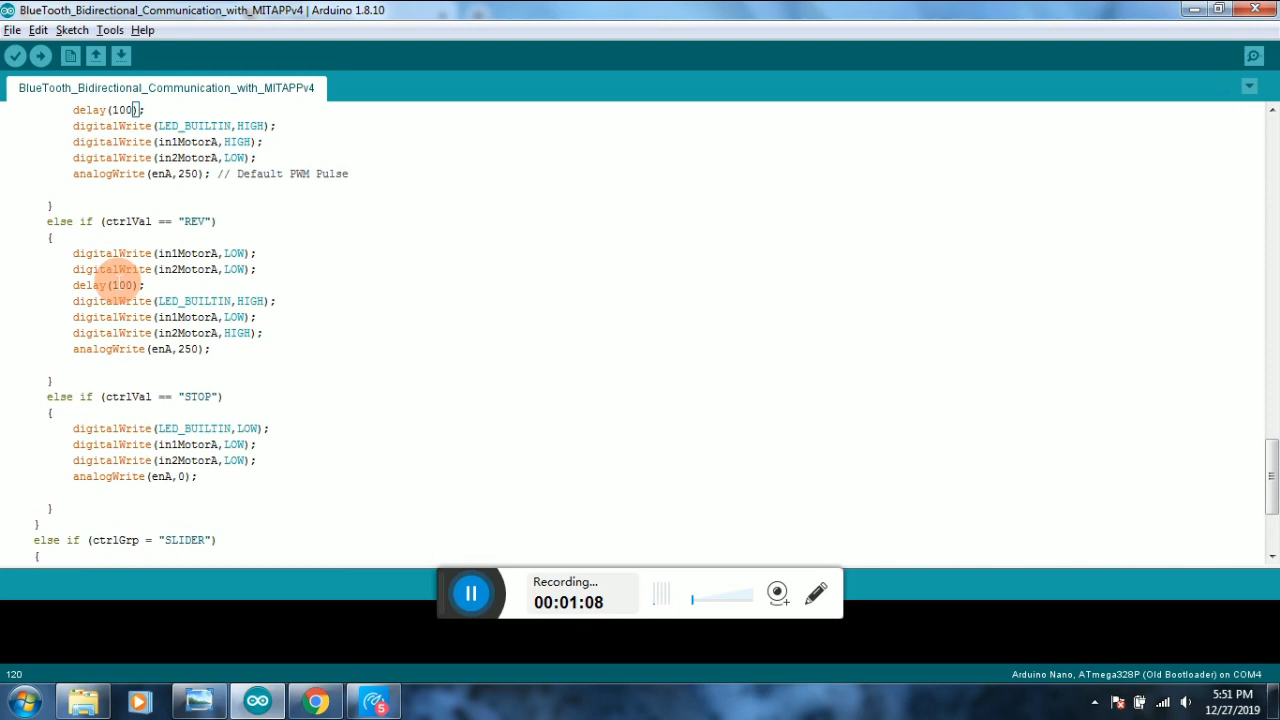 BlueTooth_Bidirectional_Communication_with_MITAPPv4 | Arduino 1.8.10
File Edit Sketch Tools Help
BlueTooth_Bidirectional_Communication_with_MITAPPv4
delay(100);
digitalWrite(LED_BUILTIN,HIGH);
digitalWrite(in1MotorA,HIGH);
digitalWrite(in2MotorA,LOW);
analogWrite(enA,250); // Default PWM Pulse
}
else if (ctrlVal == "REV")
{
digitalWrite(in1MotorA,LOW);
digitalWrite(in2MotorA,LOW);
delay(100);
digitalWrite(LED_BUILTIN,HIGH);
digitalWrite(in1MotorA,LOW);
digitalWrite(in2MotorA,HIGH);
analogWrite(enA,250);
}
else if (ctrlVal == "STOP")
{
digitalWrite(LED_BUILTIN,LOW);
digitalWrite(in1MotorA,LOW);
digitalWrite(in2MotorA,LOW);
analogWrite(enA,0);
}
}
else if (ctrlGrp = "SLIDER")
{
Recording...
00:01:08
120
Arduino Nano, ATmega328P (Old Bootloader) on COM4
5
5:51 PM
12/27/2019